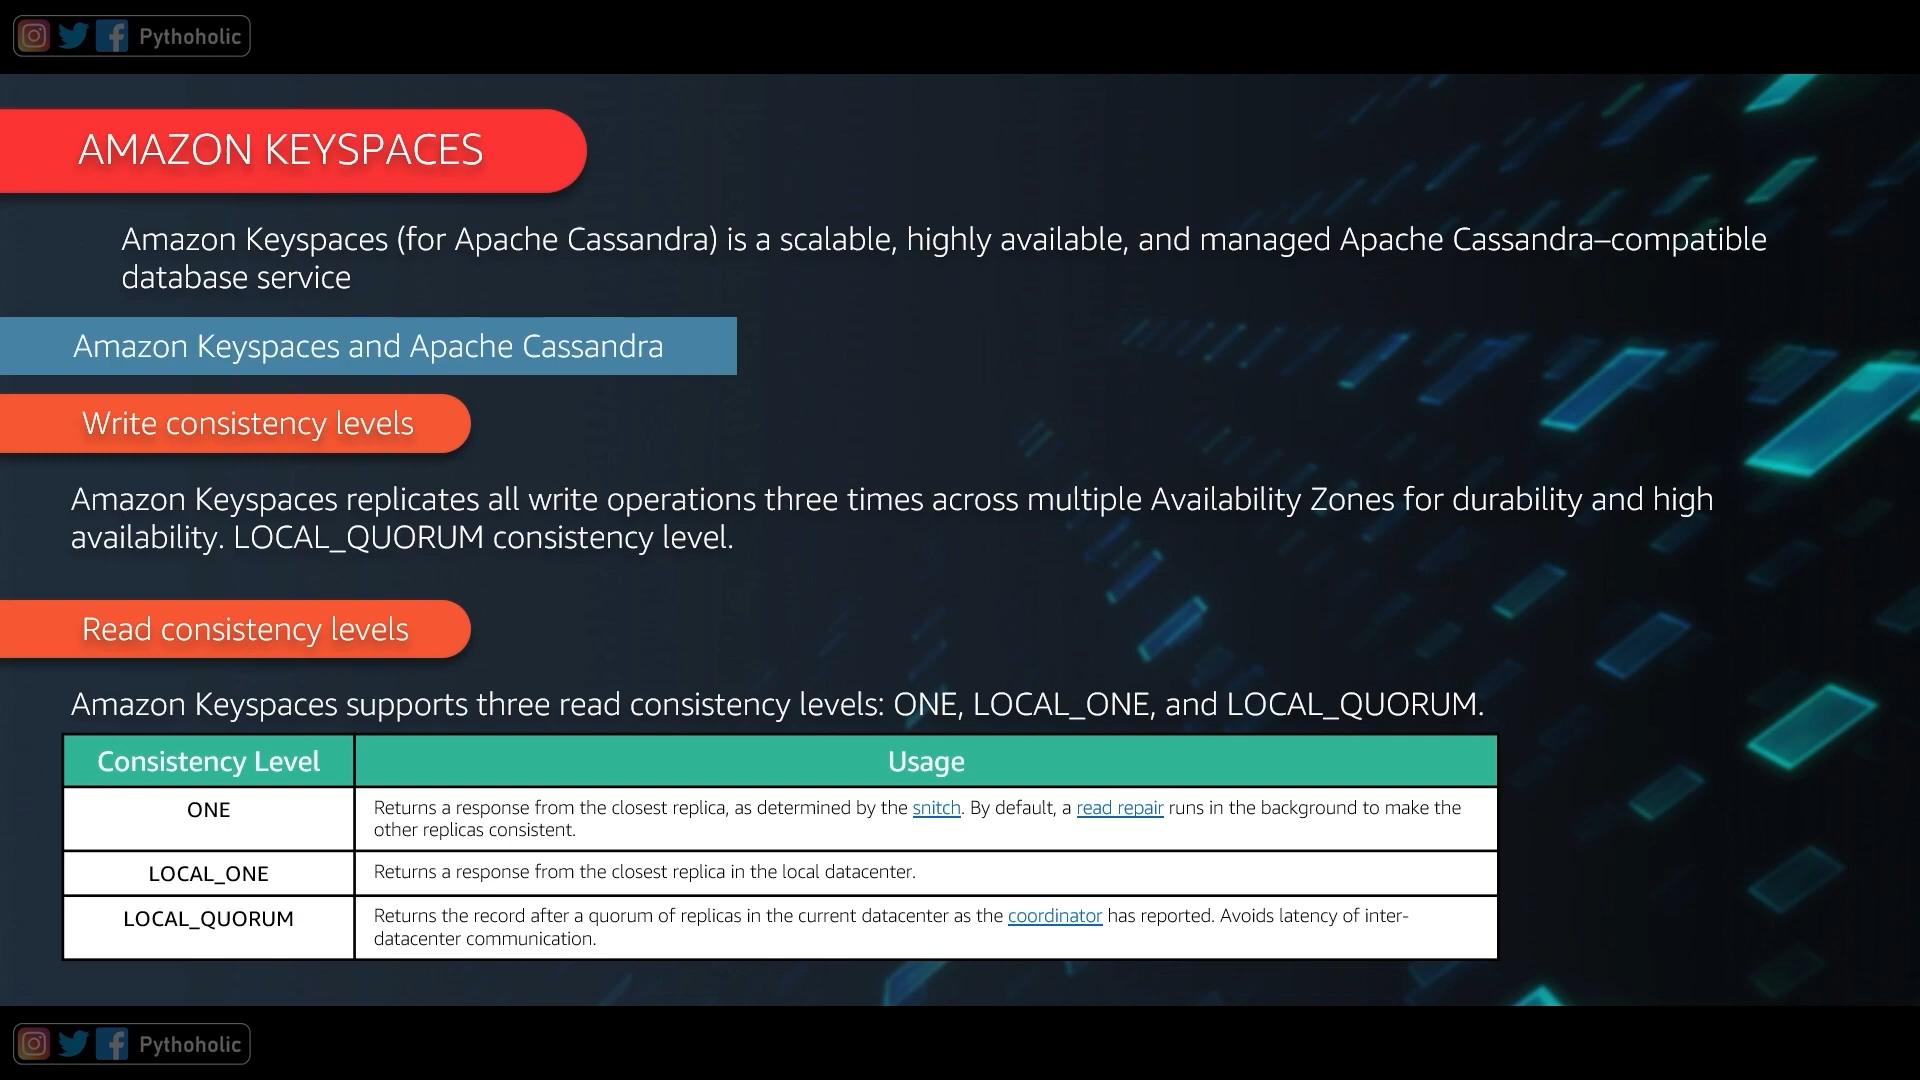 Pythoholic
AMAZON KEYSPACES
Amazon Keyspaces (for Apache Cassandra) is a scalable, highly available, and managed Apache Cassandra–compatible
database service
Amazon Keyspaces and Apache Cassandra
Write consistency levels
Amazon Keyspaces replicates all write operations three times across multiple Availability Zones for durability and high
availability. LOCAL_QUORUM consistency level.
Read consistency levels
Amazon Keyspaces supports three read consistency levels: ONE, LOCAL_ONE, and LOCAL_QUORUM.
Consistency Level Usage
ONE Returns a response from the closest replica, as determined by the snitch. By default, a read repair runs in the background to make the
other replicas consistent.
LOCAL_ONE Returns a response from the closest replica in the local datacenter.
LOCAL_QUORUM Returns the record after a quorum of replicas in the current datacenter as the coordinator has reported. Avoids latency of inter-
datacenter communication.
Pythoholic